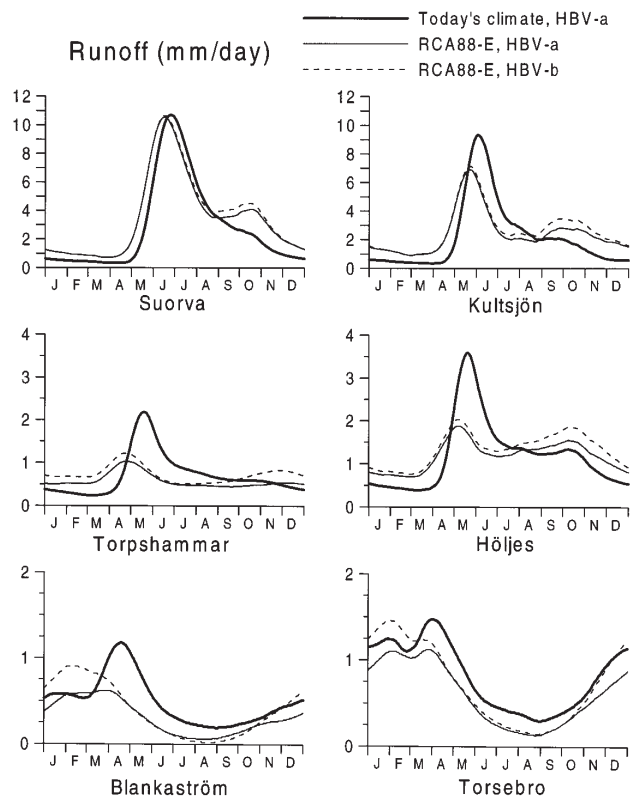 Runoff (mm/day)
Today's climate, HBV-a
RCA88-E, HBV-a
RCA88-E, HBV-b
12
10
8
6
4
2
0
J F M A M J J A S O N D
Suorva
12
10
8
6
4
2
0
J F M A M J J A S O N D
Kultsjön
4
3
2
1
0
J F M A M J J A S O N D
Torpshammar
4
3
2
1
0
J F M A M J J A S O N D
Höljes
2
1
0
J F M A M J J A S O N D
Blankaström
2
1
0
J F M A M J J A S O N D
Torsebro